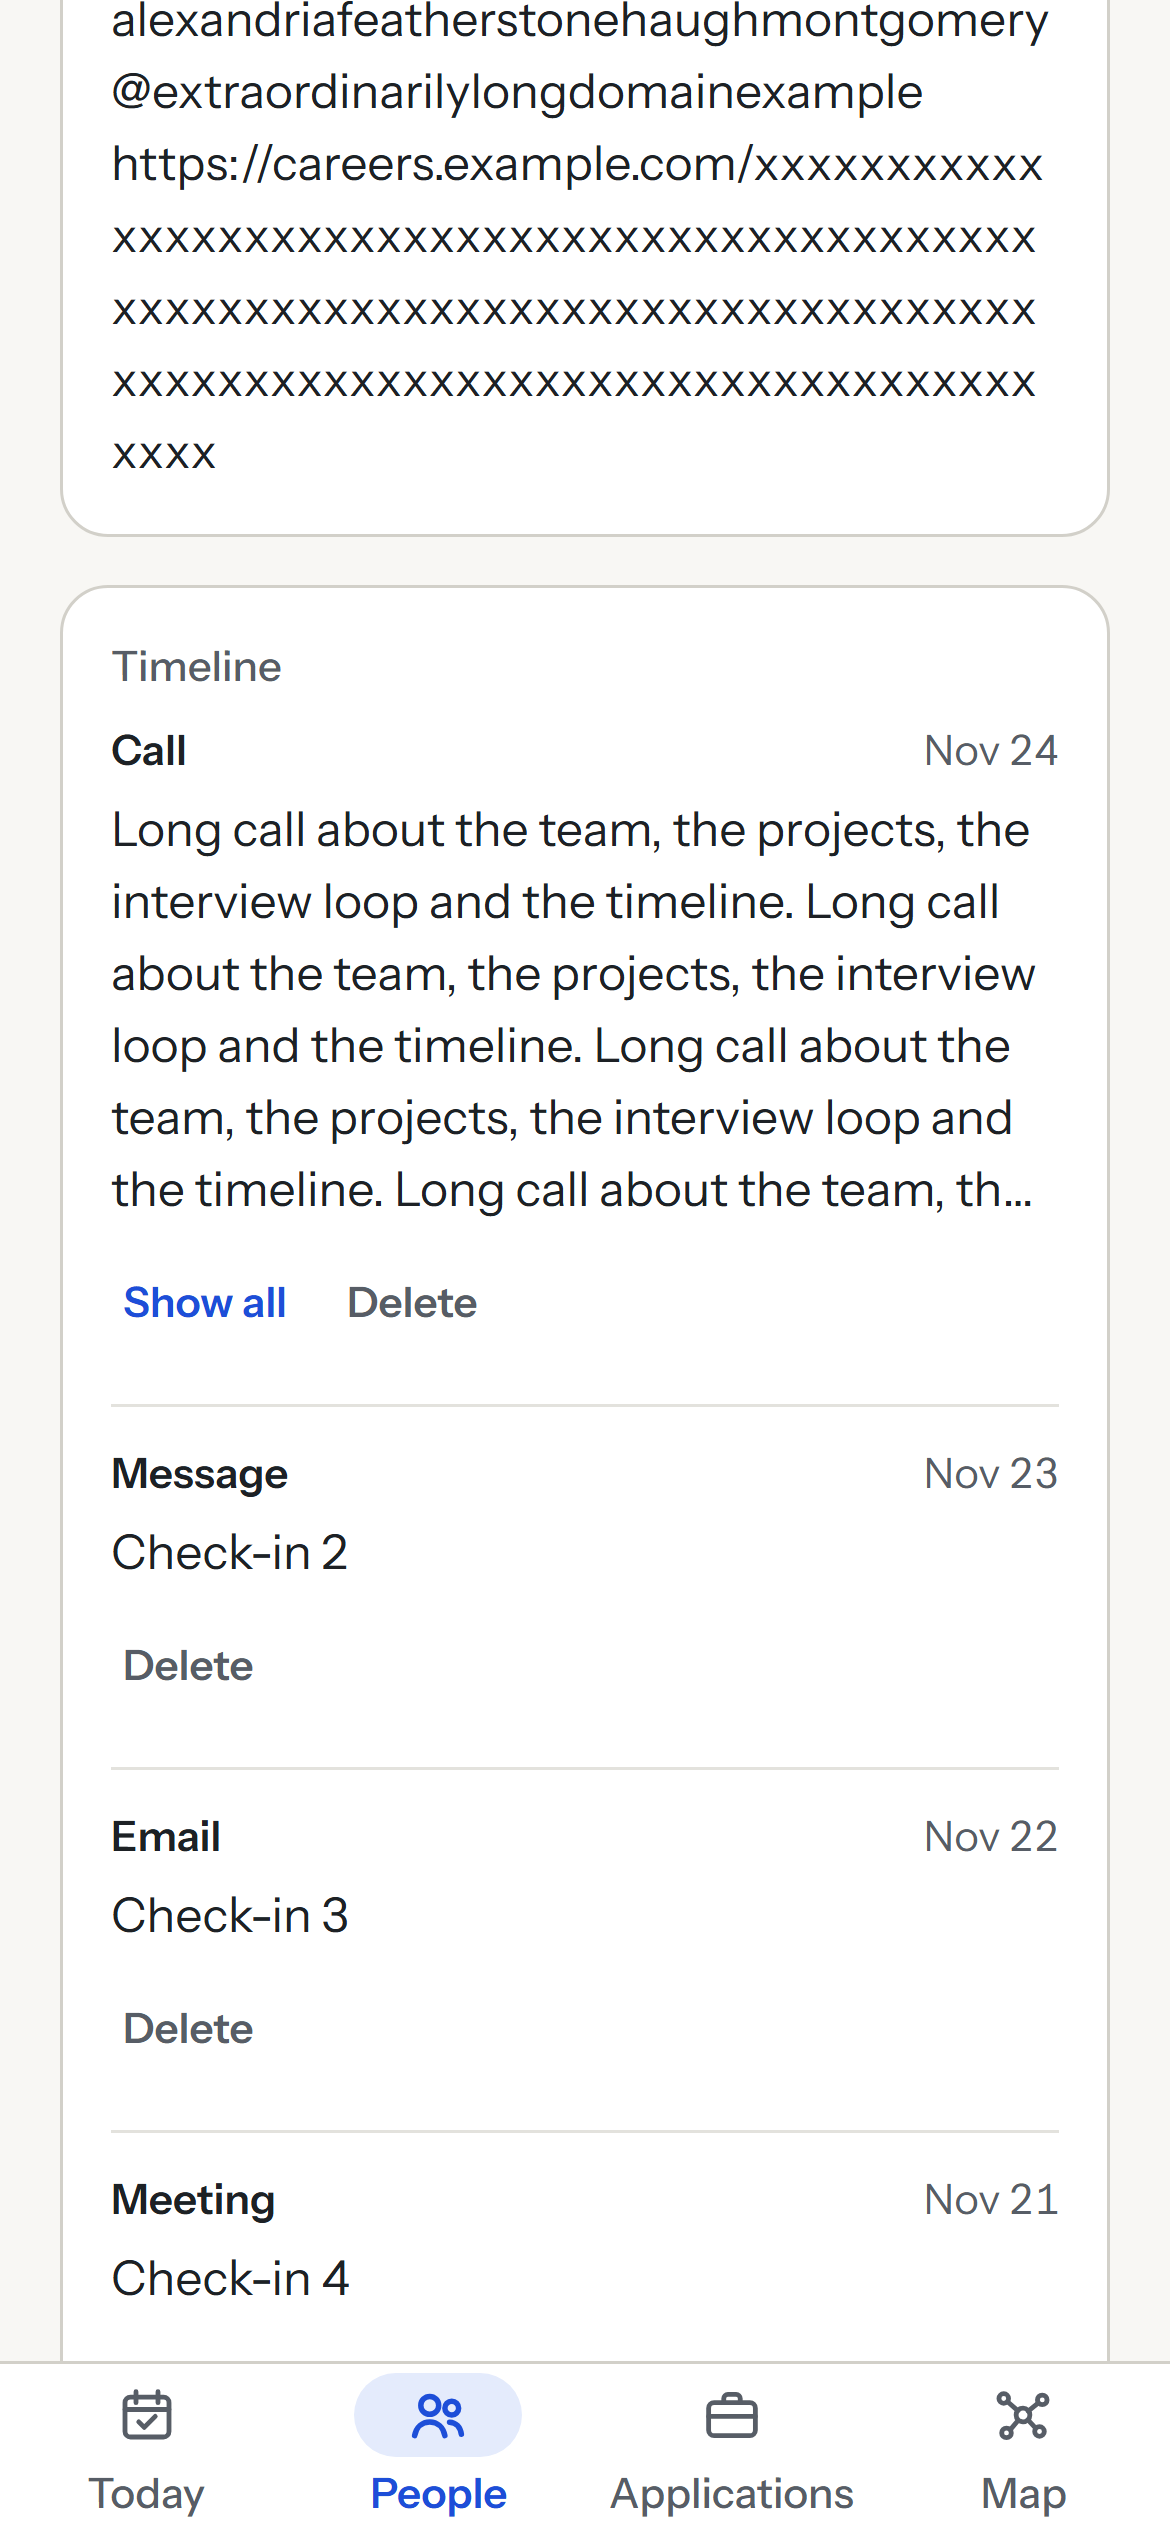 alexandriafeatherstonehaughmontgomery
@extraordinarilylongdomainexample
https://careers.example.com/xxxxxxxxxxx
xxxxxxxxxxxxxxxxxxxxxxxxxxxxxxxxxxx
xxxxxxxxxxxxxxxxxxxxxxxxxxxxxxxxxxx
xxxxxxxxxxxxxxxxxxxxxxxxxxxxxxxxxxx
xxxx
Timeline
Call Nov 24
Long call about the team, the projects, the
interview loop and the timeline. Long call
about the team, the projects, the interview
loop and the timeline. Long call about the
team, the projects, the interview loop and
the timeline. Long call about the team, th...
Show all Delete
Message Nov 23
Check-in 2
Delete
Email Nov 22
Check-in 3
Delete
Meeting Nov 21
Check-in 4
Today People Applications Map